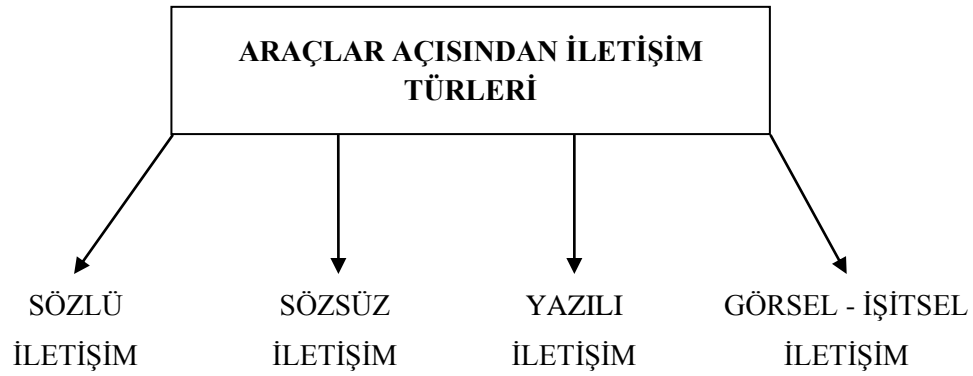 ARAÇLAR AÇISINDAN İLETİŞİM
TÜRLERİ
SÖZLÜ
İLETİŞİM
SÖZSÜZ
İLETİŞİM
YAZILI
İLETİŞİM
GÖRSEL - İŞİTSEL
İLETİŞİM